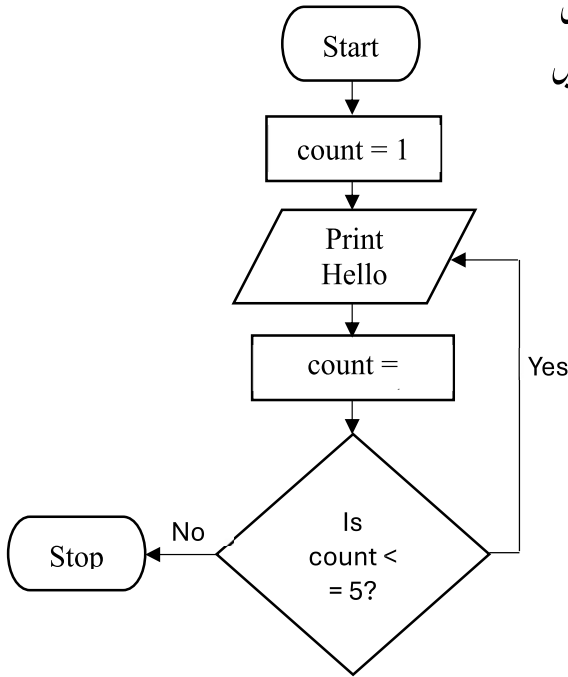 Start
count = 1
Print
Hello
count =
Yes
Is
count <
= 5?
No
Stop